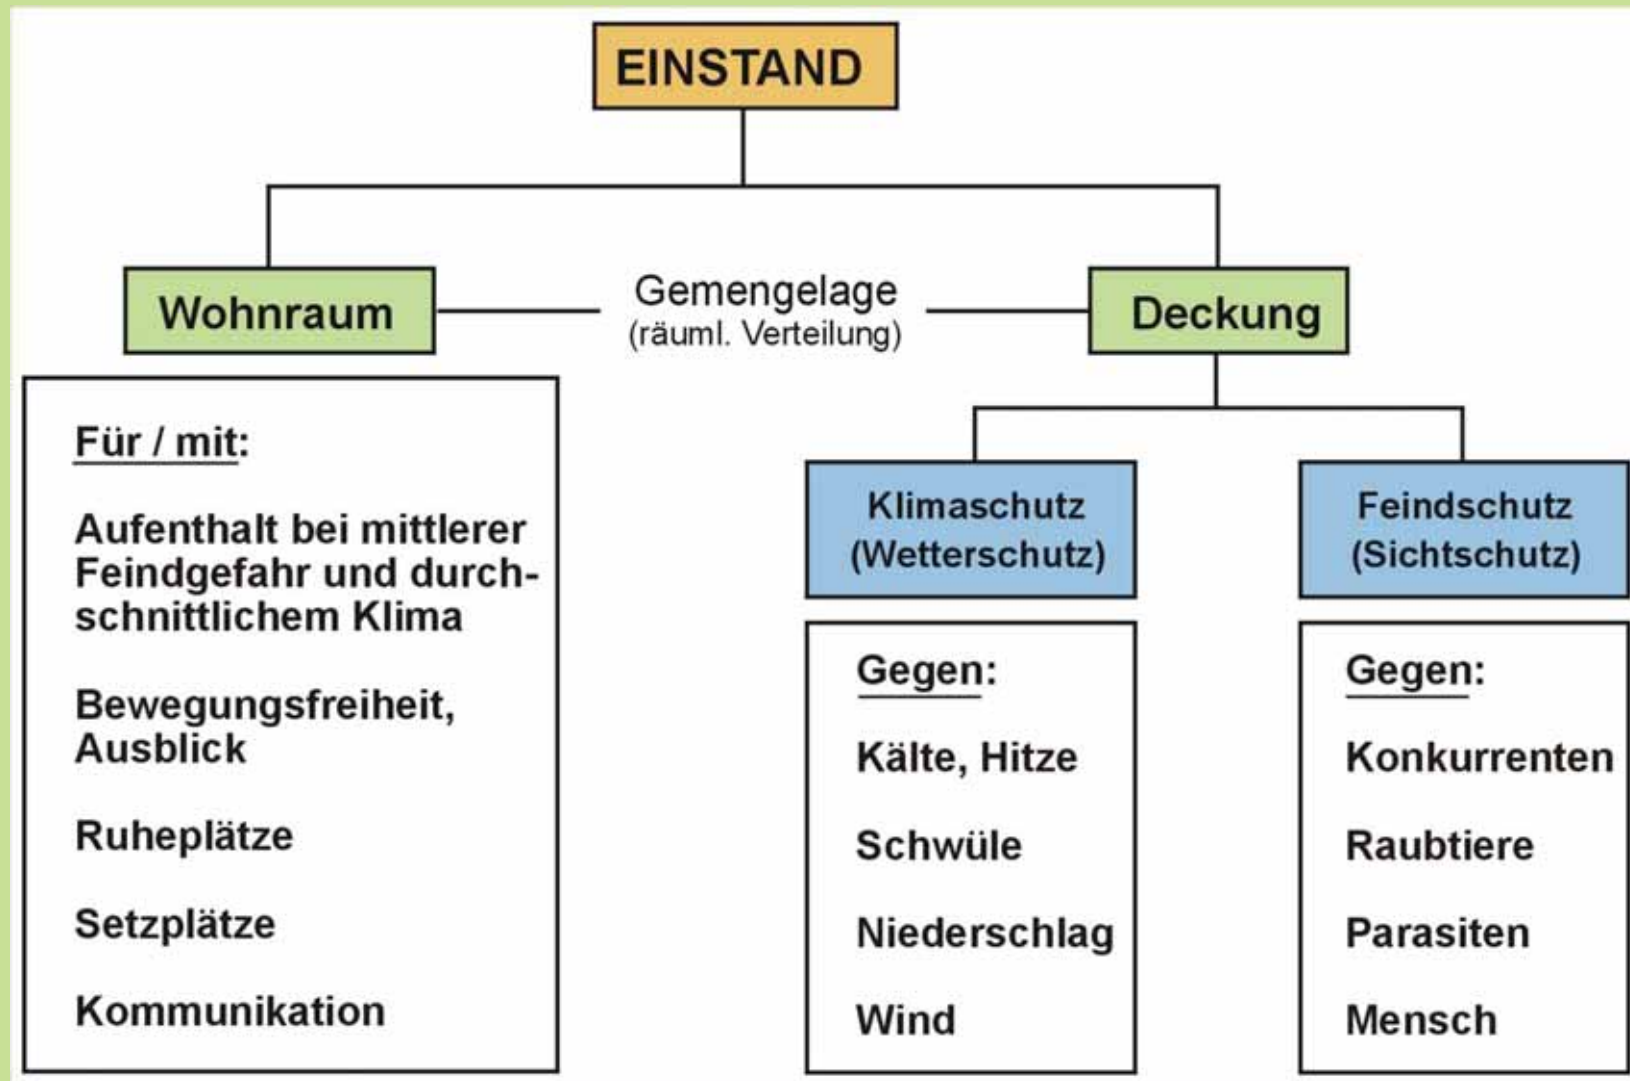 EINSTAND
Wohnraum
Gemengelage
(räuml. Verteilung)
Deckung
Für / mit:
Aufenthalt bei mittlerer
Feindgefahr und durch-
schnittlichem Klima
Bewegungsfreiheit,
Ausblick
Ruheplätze
Setzplätze
Kommunikation
Klimaschutz
(Wetterschutz)
Gegen:
Kälte, Hitze
Schwüle
Niederschlag
Wind
Feindschutz
(Sichtschutz)
Gegen:
Konkurrenten
Raubtiere
Parasiten
Mensch